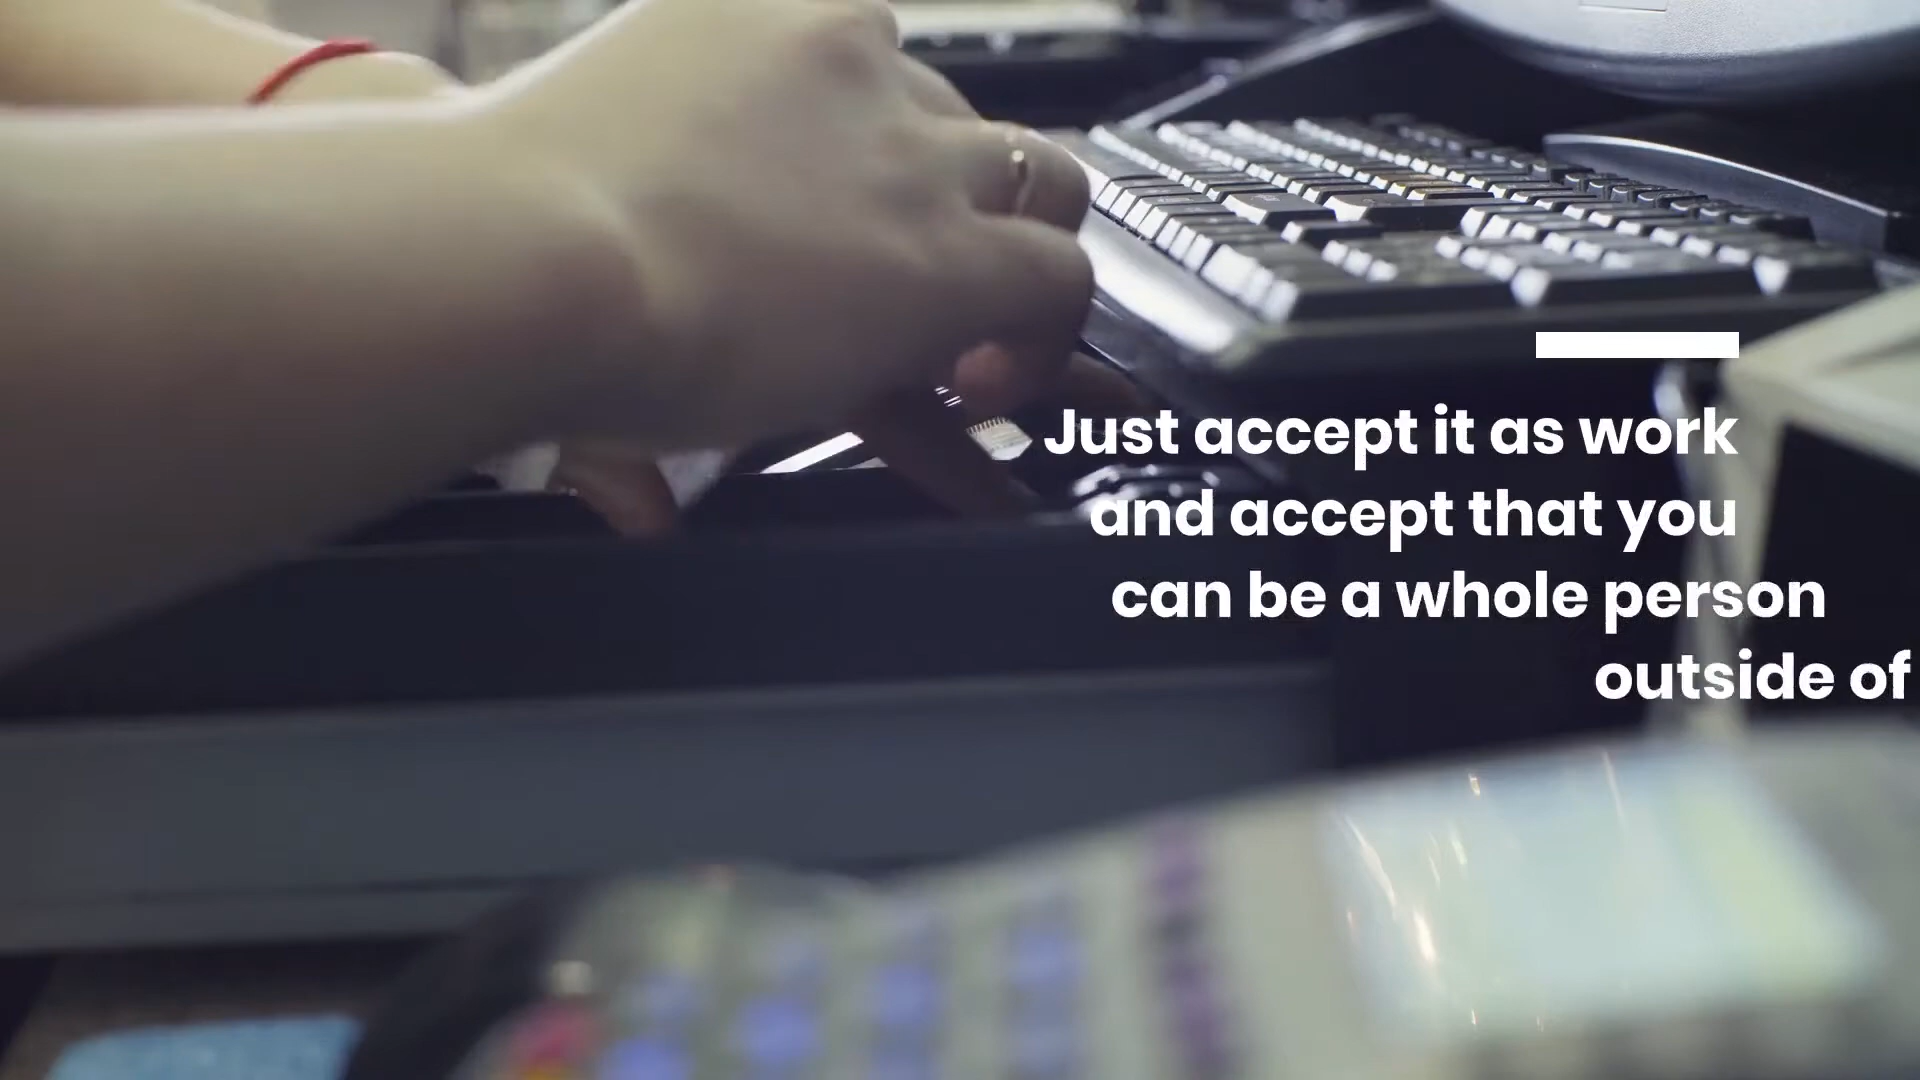 Just accept it as work
and accept that you
can be a whole person
outside of